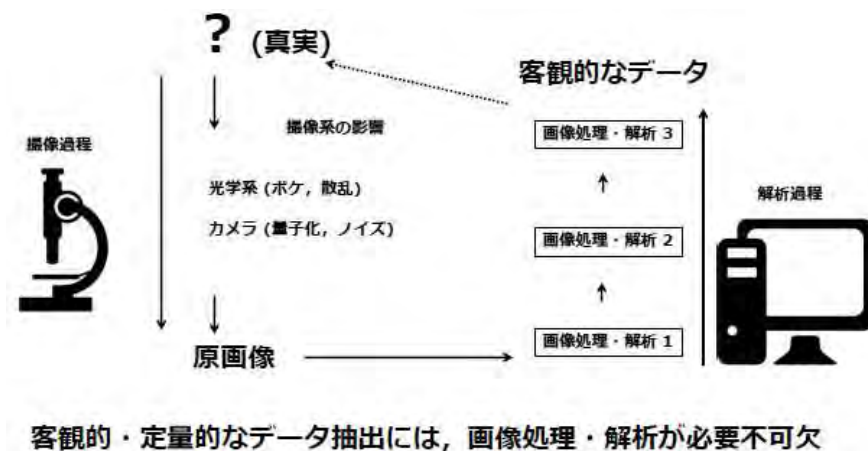 ? (真実)
撮像過程
撮像系の影響
光学系 (ボケ, 散乱)
カメラ (量子化, ノイズ)
原画像
客観的なデータ
画像処理・解析 3
画像処理・解析 2
画像処理・解析 1
解析過程
客観的・定量的なデータ抽出には, 画像処理・解析が必要不可欠